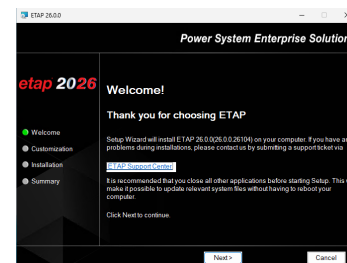 ETAP 26.0.0
Power System Enterprise Solution
etap 2026
Welcome!
Thank you for choosing ETAP
Welcome
Customization
Installation
Summary
Setup Wizard will install ETAP 26.0.0(26.0.0.26104) on your computer. If you have an
problems during installations, please contact us by submitting a support ticket via
ETAP Support Center!
It is recommended that you close all other applications before starting Setup. This
make it possible to update relevant system files without having to reboot your
computer.
Click Next to continue.
Next >
Cancel